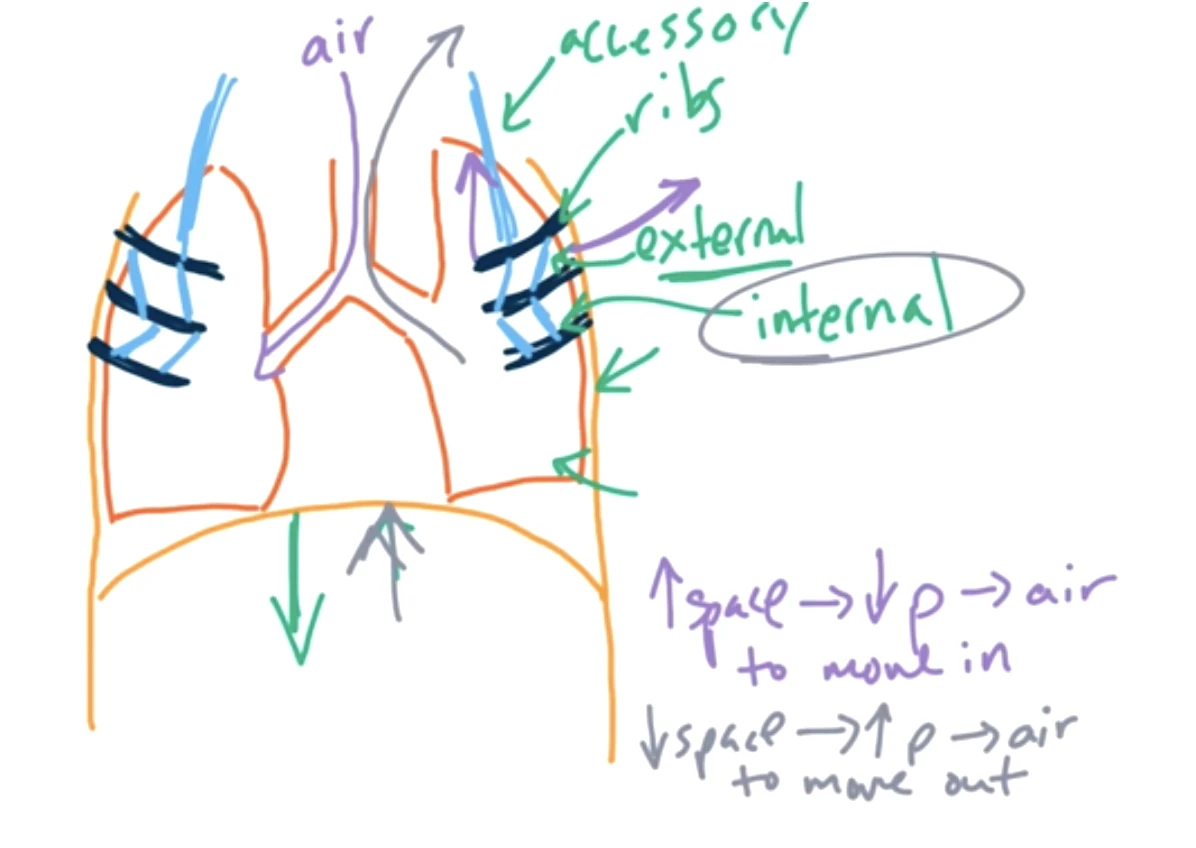 air
accessory
ribs
external
internal
↑space → ↓ p → air
to move in
↓space → ↑ p → air
to move out